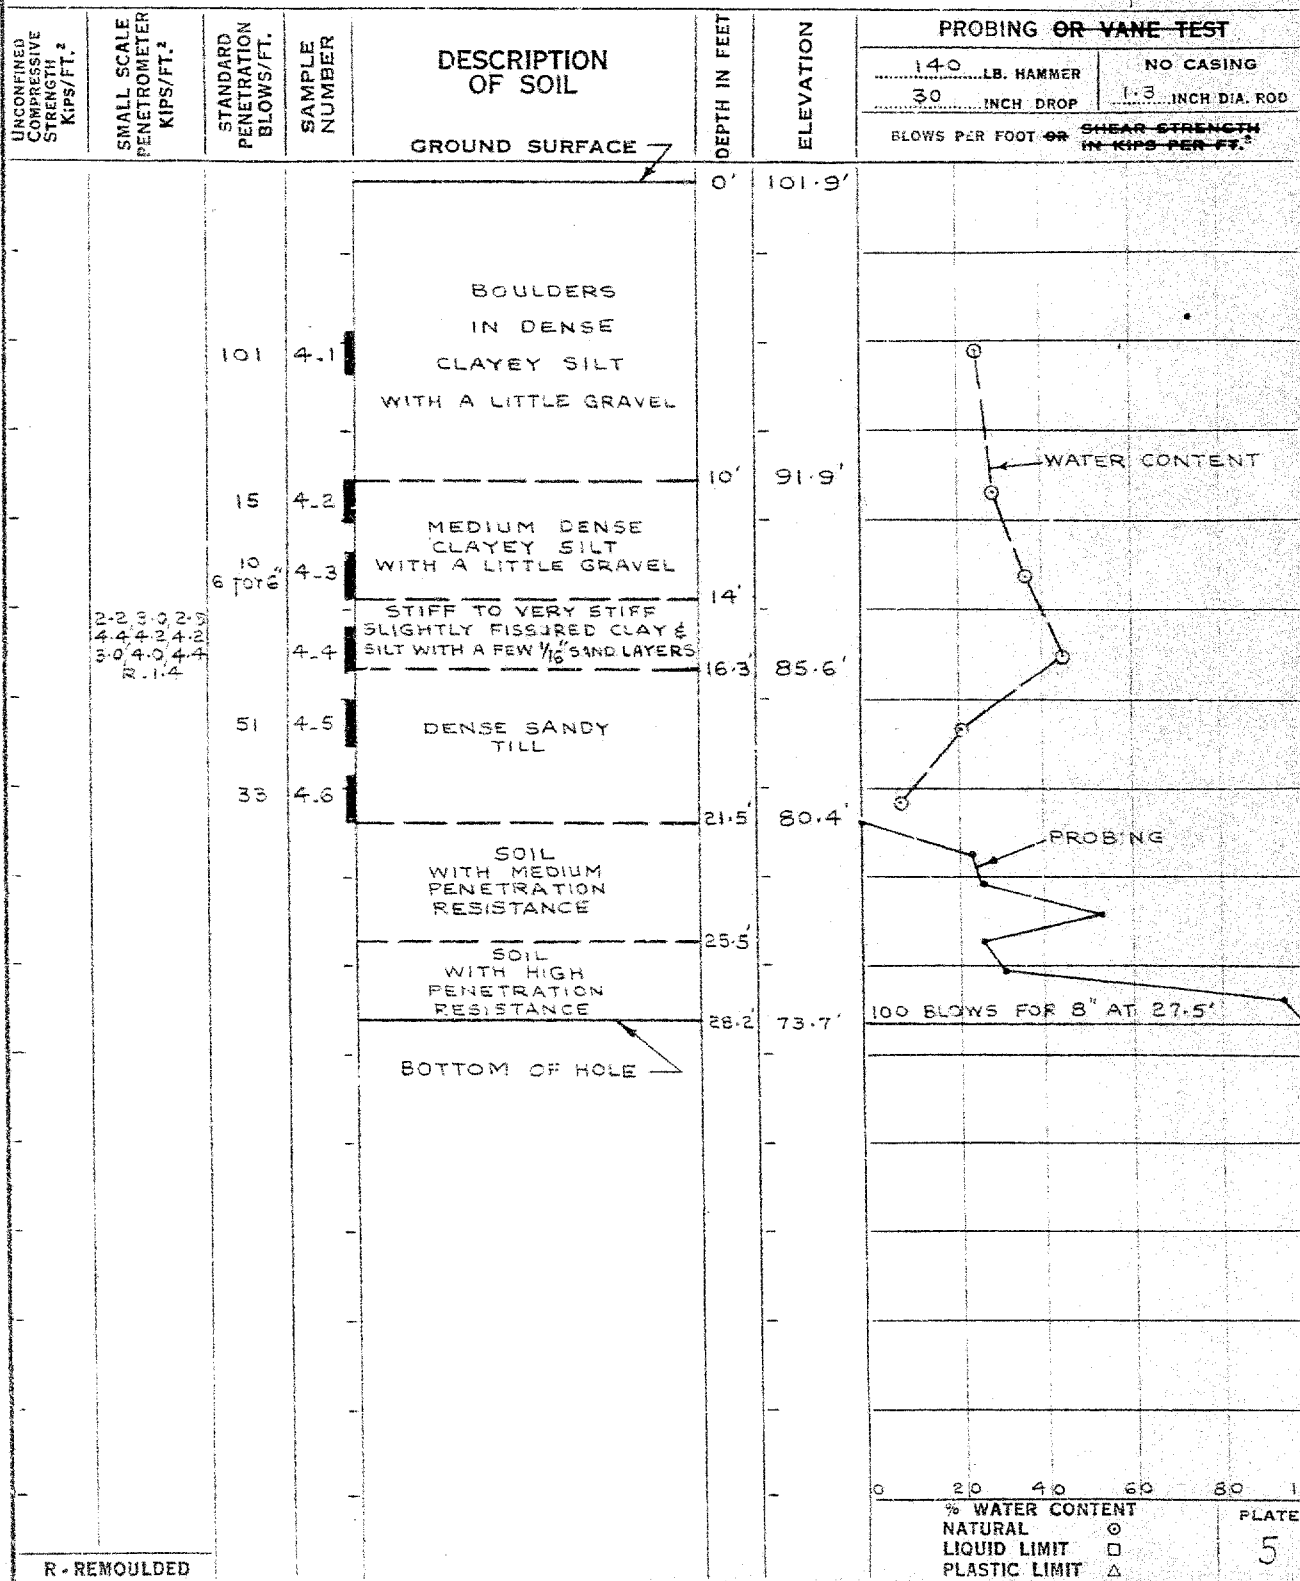 UNCONFINED
COMPRESSIVE
STRENGTH
KIPS/FT.²
SMALL SCALE
PENETROMETER
KIPS/FT.²
STANDARD
PENETRATION
BLOWS/FT.
SAMPLE
NUMBER
DESCRIPTION
OF SOIL
GROUND SURFACE
DEPTH IN FEET
ELEVATION
PROBING OR VANE TEST
140 LB. HAMMER
30 INCH DROP
NO CASING
1.3 INCH DIA. ROD
BLOWS PER FOOT OR SHEAR STRENGTH
IN KIPS PER FT.²
0' 101.9'
BOULDERS
IN DENSE
CLAYEY SILT
WITH A LITTLE GRAVEL
101 4-1
WATER CONTENT
10' 91.9'
15 4-2
MEDIUM DENSE
CLAYEY SILT
WITH A LITTLE GRAVEL
10
6 FOR 6" 4-3
14'
STIFF TO VERY STIFF
SLIGHTLY FISSURED CLAY &
SILT WITH A FEW 1/16" SAND LAYERS
2.2, 3.0,
4.4, 4.2, 4.2
3.0, 4.0, 4.4
R. 1.4
4-4
16.3' 85.6'
51 4-5
DENSE SANDY
TILL
33 4-6
21.5' 80.4'
PROBING
SOIL
WITH MEDIUM
PENETRATION
RESISTANCE
25.5'
SOIL
WITH HIGH
PENETRATION
RESISTANCE
28.2' 73.7'
100 BLOWS FOR 8" AT 27.5'
BOTTOM OF HOLE
0 20 40 60 80 1
% WATER CONTENT
NATURAL ⊙
LIQUID LIMIT □
PLASTIC LIMIT △
PLATE
5
R - REMOULDED